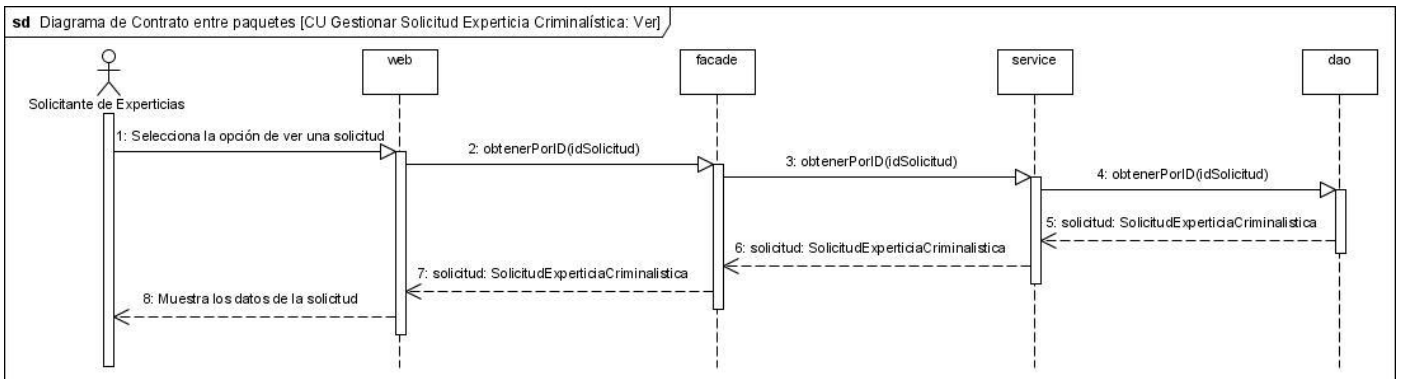 sd Diagrama de Contrato entre paquetes [CU Gestionar Solicitud Experticia Criminalística: Ver]
web
facade
service
dao
Solicitante de Experticias
1: Selecciona la opción de ver una solicitud
2: obtenerPorID(idSolicitud)
3: obtenerPorID(idSolicitud)
4: obtenerPorID(idSolicitud)
5: solicitud: SolicitudExperticiaCriminalistica
6: solicitud: SolicitudExperticiaCriminalistica
7: solicitud: SolicitudExperticiaCriminalistica
8: Muestra los datos de la solicitud